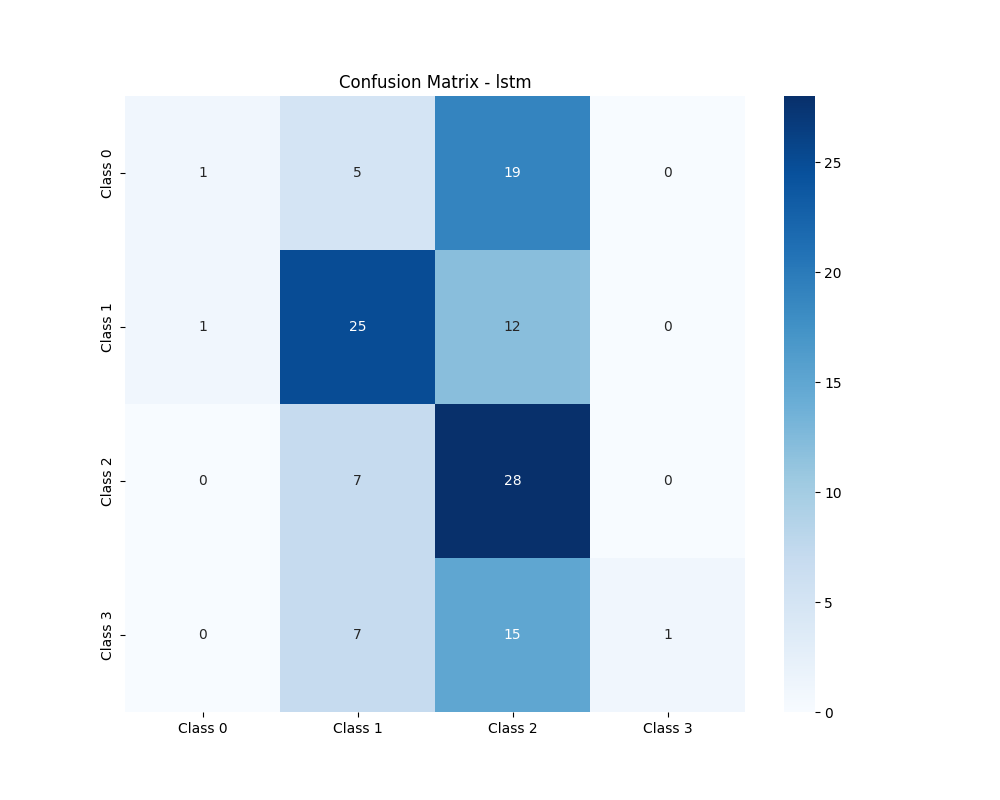 Confusion Matrix - lstm
Class 0
1 5 19 0
Class 1
1 25 12 0
Class 2
0 7 28 0
Class 3
0 7 15 1
Class 0 Class 1 Class 2 Class 3
25
20
15
10
5
0